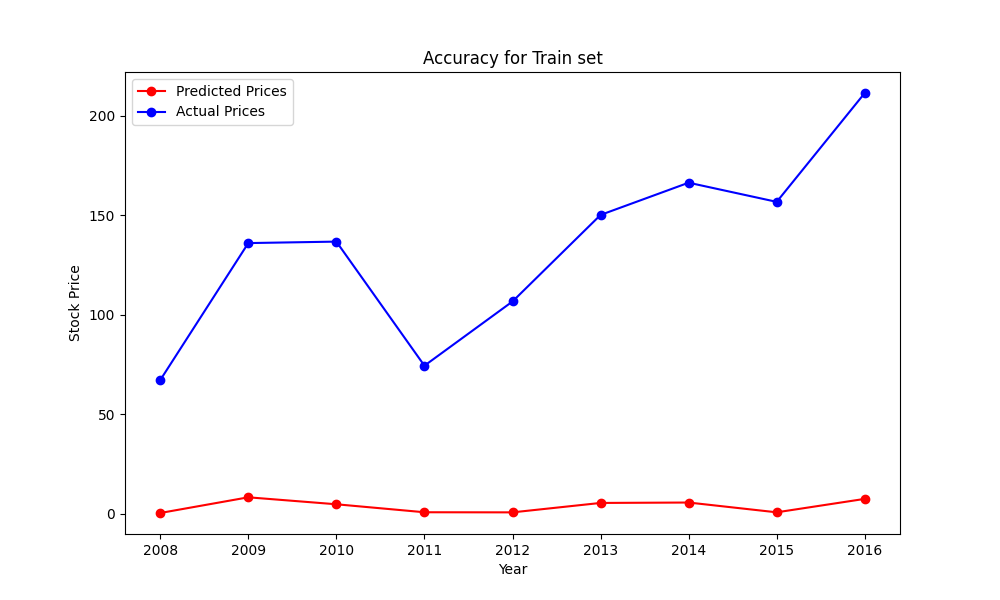 Accuracy for Train set
Predicted Prices
Actual Prices
200
150
100
50
0
Stock Price
2008 2009 2010 2011 2012 2013 2014 2015 2016
Year